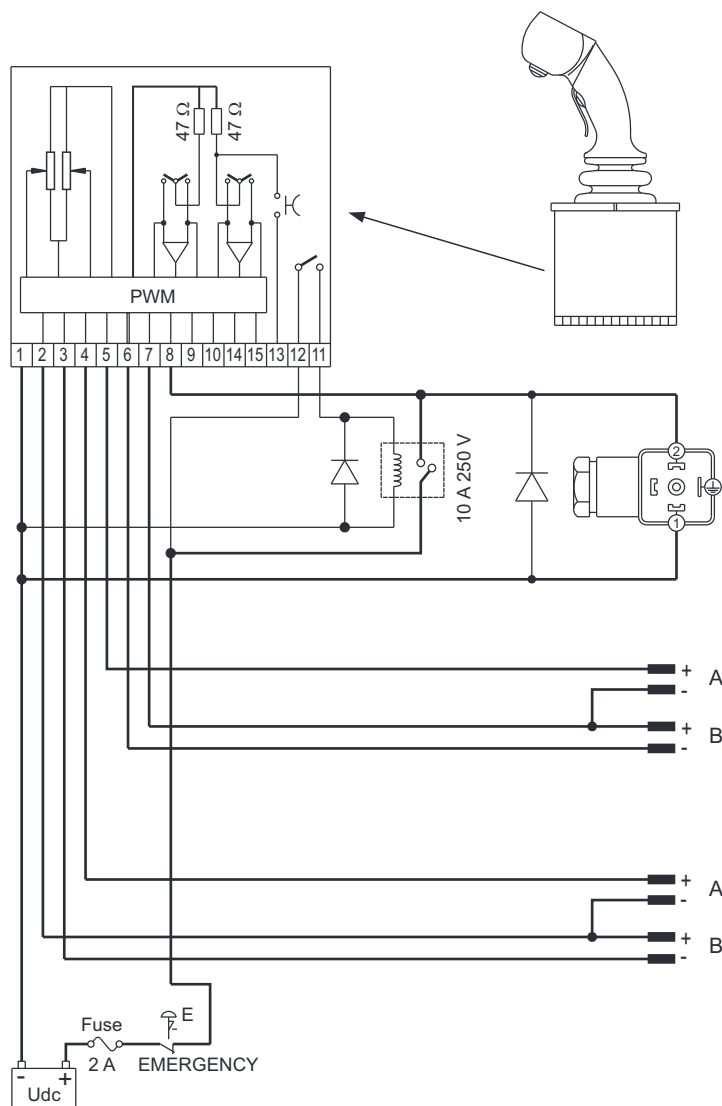 47 Ω 47 Ω
PWM
1 2 3 4 5 6 7 8 9 10 14 15 13 12 11
10 A 250 V
2
1
+ A
-
+ B
-
+ A
-
+ B
-
E
Fuse
2 A EMERGENCY
- +
Udc